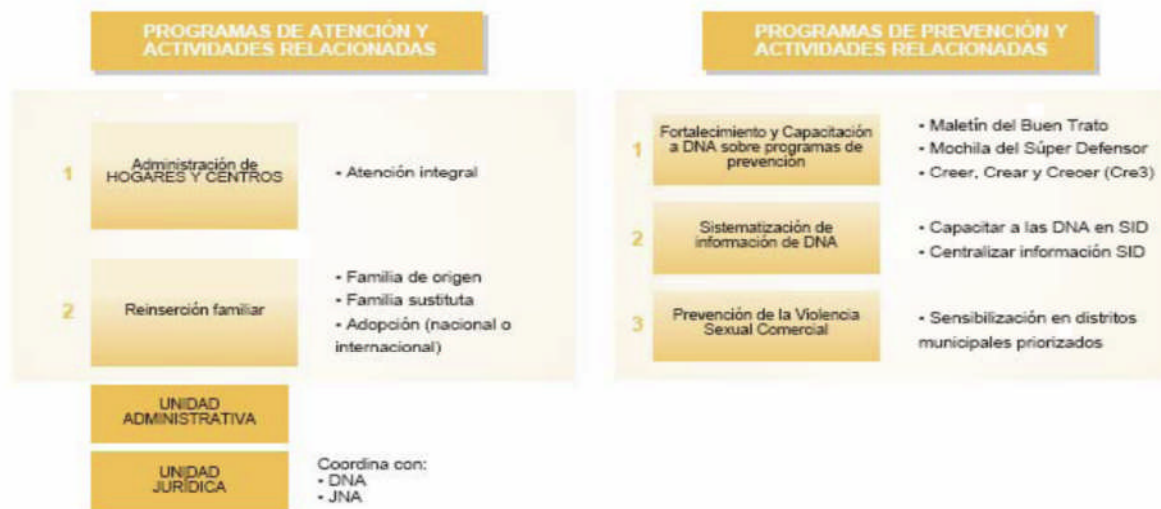 PROGRAMAS DE ATENCIÓN Y
ACTIVIDADES RELACIONADAS
1
Administración de
HOGARES Y CENTROS
- Atención integral
2
Reinserción familiar
- Familia de origen
- Familia sustituta
- Adopción (nacional o
internacional)
UNIDAD
ADMINISTRATIVA
UNIDAD
JURÍDICA
Coordina con:
- DNA
- JNA
PROGRAMAS DE PREVENCIÓN Y
ACTIVIDADES RELACIONADAS
1
Fortalecimiento y Capacitación
a DNA sobre programas de
prevención
- Maletín del Buen Trato
- Mochila del Súper Defensor
- Creer, Crear y Crecer (Cre3)
2
Sistematización de
información de DNA
- Capacitar a las DNA en SID
- Centralizar información SID
3
Prevención de la Violencia
Sexual Comercial
- Sensibilización en distritos
municipales priorizados